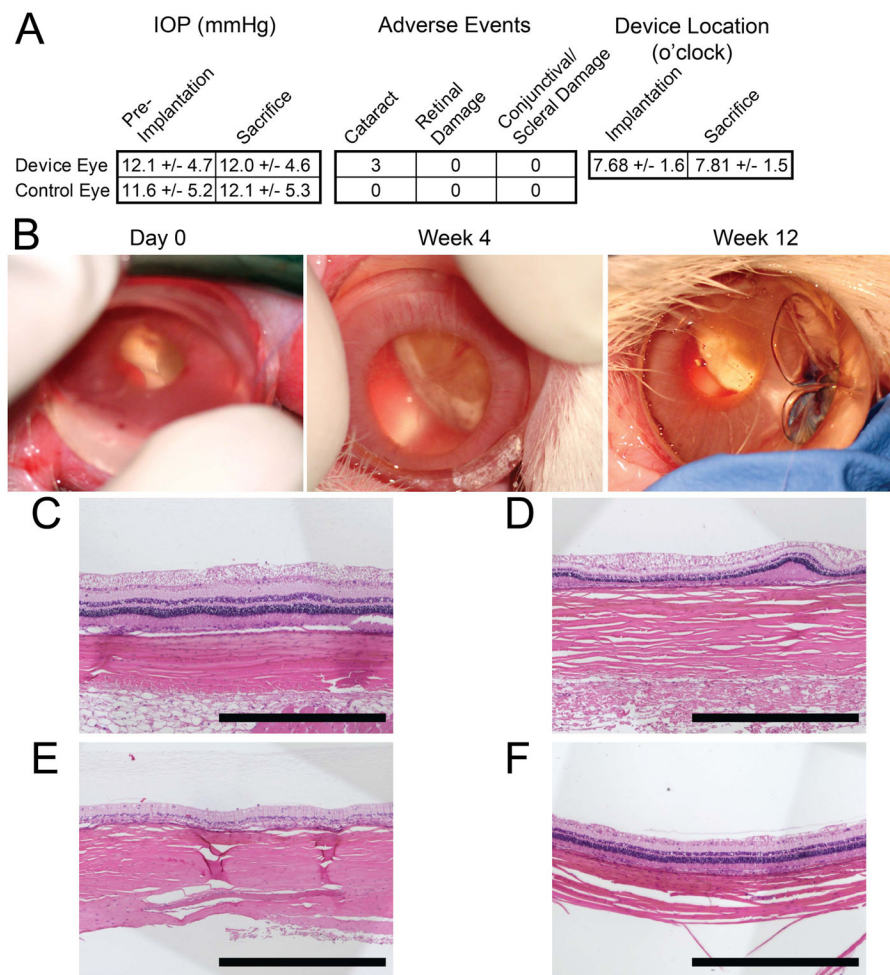 A
IOP (mmHg)
Adverse Events
Device Location
(o'clock)
Pre-
Implantation
Sacrifice
Cataract
Retinal
Damage
Conjunctival/
Scleral Damage
Implantation
Sacrifice
Device Eye 12.1 +/- 4.7 12.0 +/- 4.6 3 0 0 7.68 +/- 1.6 7.81 +/- 1.5
Control Eye 11.6 +/- 5.2 12.1 +/- 5.3 0 0 0
B
Day 0
Week 4
Week 12
C
D
E
F